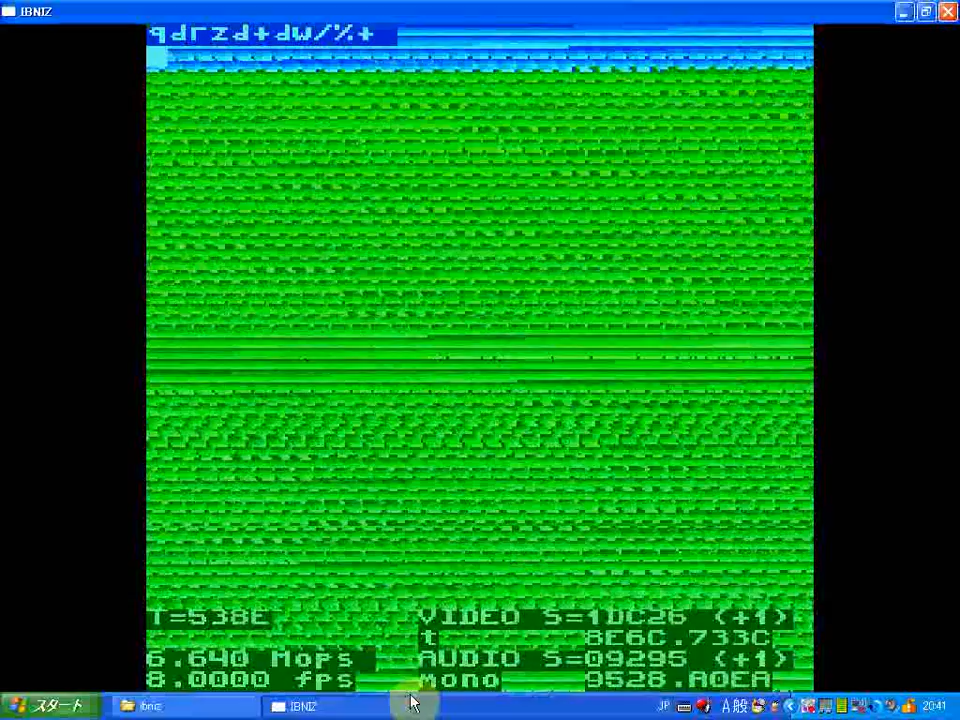 IBNIZ
qdrzd+dw/%+
T=538E
VIDEO S=1DC26 (+1)
t 8E6C.733C
6.640 Mops
AUDIO S=09295 (+1)
8.0000 fps
mono 9528.A0EA
スタート ibniz IBNIZ JP A 般 20:41